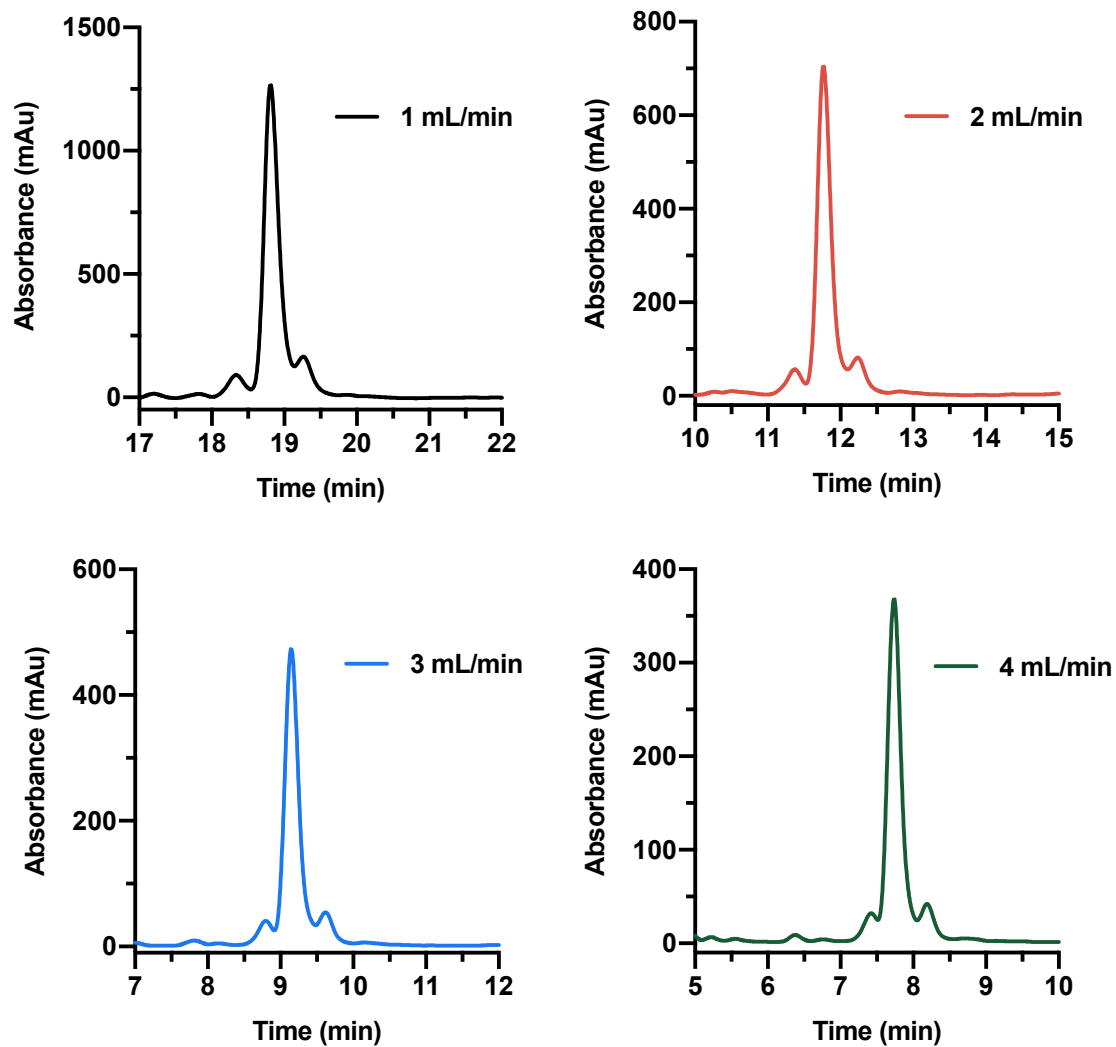 1500
1000
500
0
Absorbance (mAu)
1 mL/min
17 18 19 20 21 22
Time (min)
800
600
400
200
0
Absorbance (mAu)
2 mL/min
10 11 12 13 14 15
Time (min)
600
400
200
0
Absorbance (mAu)
3 mL/min
7 8 9 10 11 12
Time (min)
400
300
200
100
0
Absorbance (mAu)
4 mL/min
5 6 7 8 9 10
Time (min)